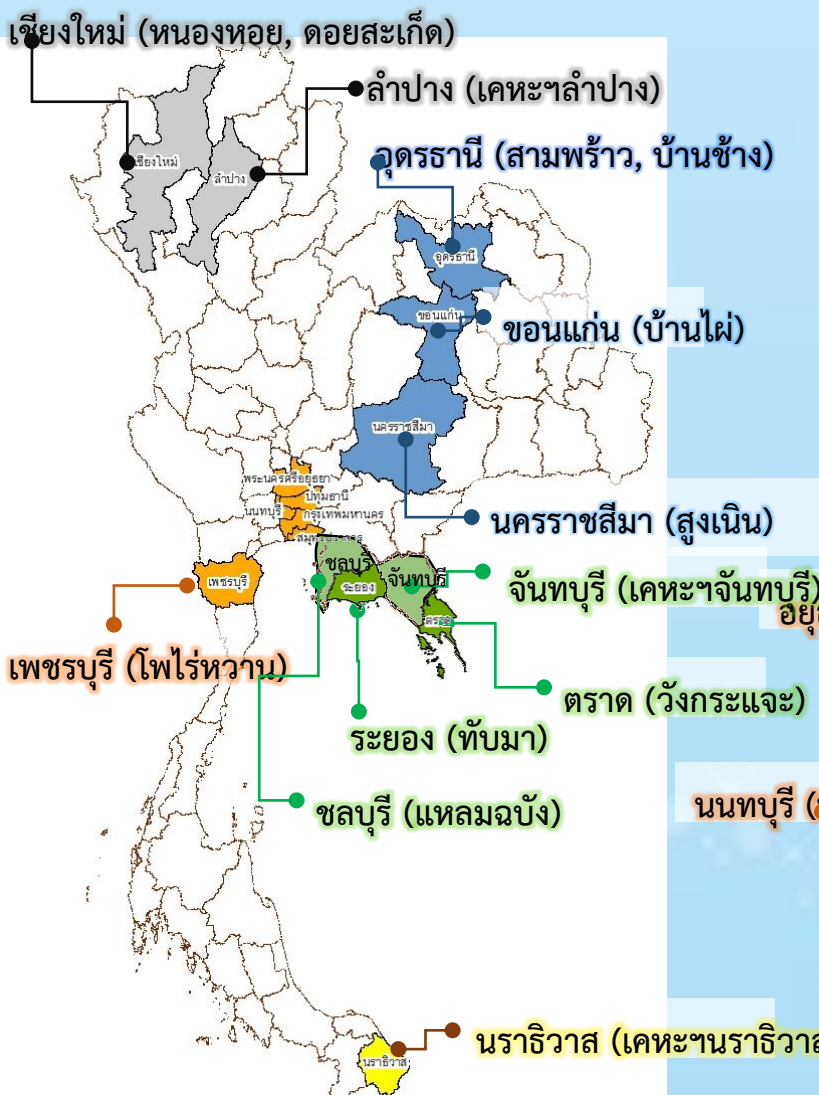 เชียงใหม่ (หนองหอย, ดอยสะเก็ด)
ลำปาง (เคหะฯลำปาง)
อุดรธานี (สามพร้าว, บ้านช้าง)
เชียงใหม่
ลำปาง
อุดรธานี
ขอนแก่น
ขอนแก่น (บ้านไผ่)
นครราชสีมา
พระนครศรีอยุธยา
ปทุมธานี
นนทบุรี
กรุงเทพมหานคร
นครราชสีมา (สูงเนิน)
ชลบุรี
จันทบุรี
เพชรบุรี
ระยอง
จันทบุรี (เคหะฯจันทบุรี)
ตราด
เพชรบุรี (โพไร่หวาน)
ตราด (วังกระแจะ)
ระยอง (ทับมา)
ชลบุรี (แหลมฉบัง)
นนทบุรี
นราธิวาส (เคหะฯนราธิวาส
นราธิวาส